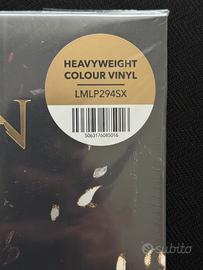 HEAVYWEIGHT
COLOUR VINYL
LMLP294SX
5063176085016
N
subito